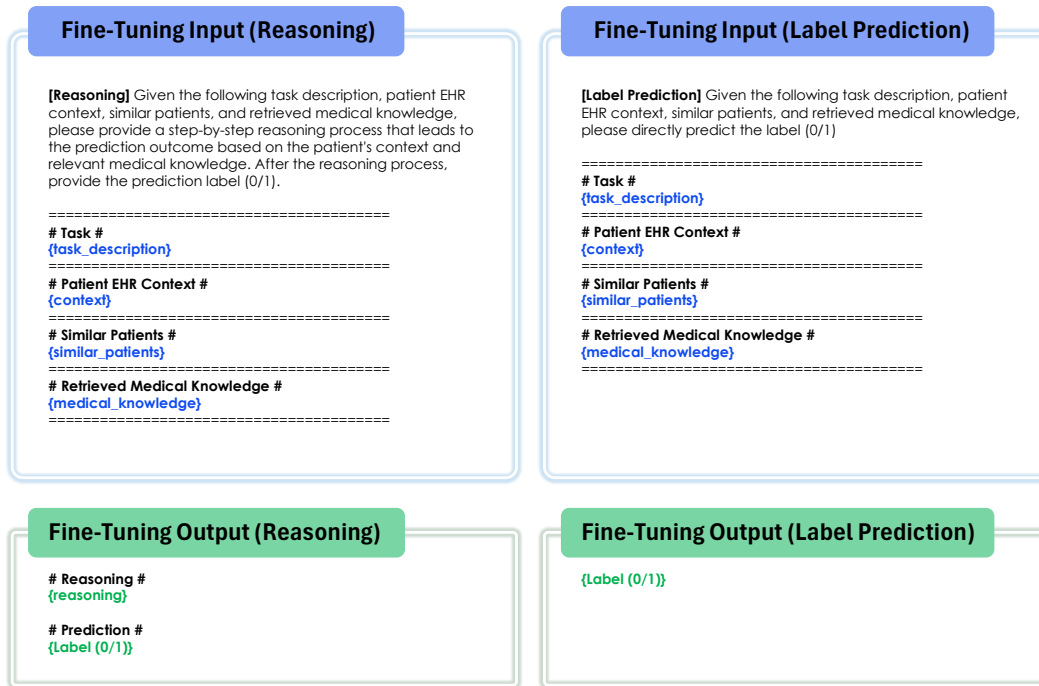 Fine-Tuning Input (Reasoning)
[Reasoning] Given the following task description, patient EHR
context, similar patients, and retrieved medical knowledge,
please provide a step-by-step reasoning process that leads to
the prediction outcome based on the patient's context and
relevant medical knowledge. After the reasoning process,
provide the prediction label (0/1).
========================================
# Task #
{task_description}
========================================
# Patient EHR Context #
{context}
========================================
# Similar Patients #
{similar_patients}
========================================
# Retrieved Medical Knowledge #
{medical_knowledge}
========================================
Fine-Tuning Input (Label Prediction)
[Label Prediction] Given the following task description, patient
EHR context, similar patients, and retrieved medical knowledge,
please directly predict the label (0/1)
========================================
# Task #
{task_description}
========================================
# Patient EHR Context #
{context}
========================================
# Similar Patients #
{similar_patients}
========================================
# Retrieved Medical Knowledge #
{medical_knowledge}
========================================
Fine-Tuning Output (Reasoning)
# Reasoning #
{reasoning}
# Prediction #
{Label (0/1)}
Fine-Tuning Output (Label Prediction)
{Label (0/1)}